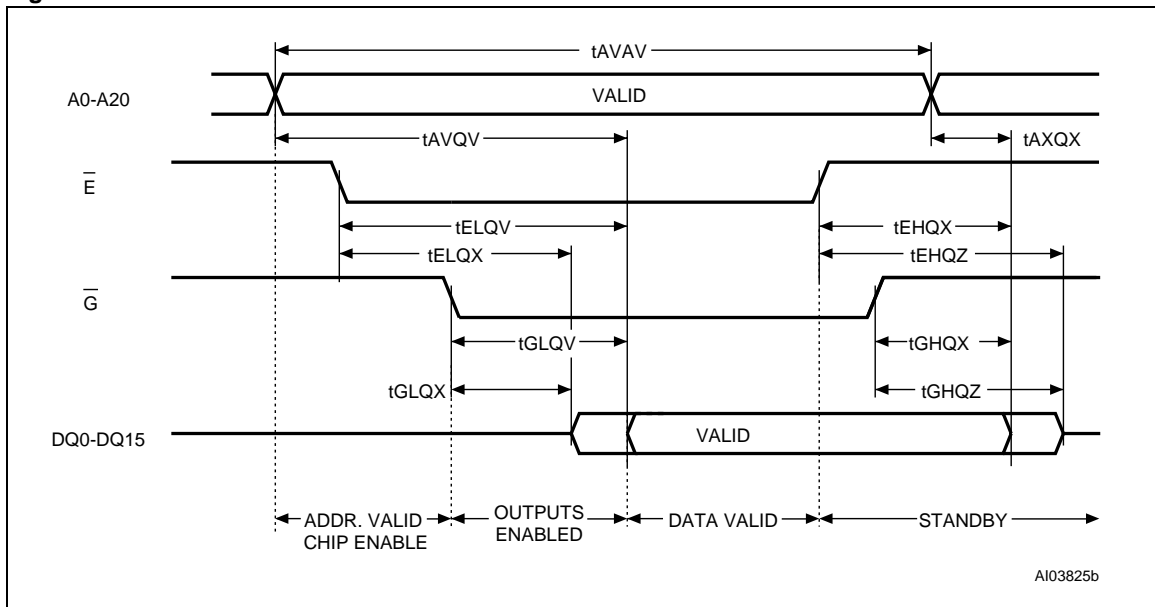 tAVAV
A0-A20
VALID
tAVQV
tAXQX
E
tELQV
tEHQX
tELQX
tEHQZ
G
tGLQV
tGHQX
tGLQX
tGHQZ
DQ0-DQ15
VALID
ADDR. VALID
CHIP ENABLE
OUTPUTS
ENABLED
DATA VALID
STANDBY
AI03825b